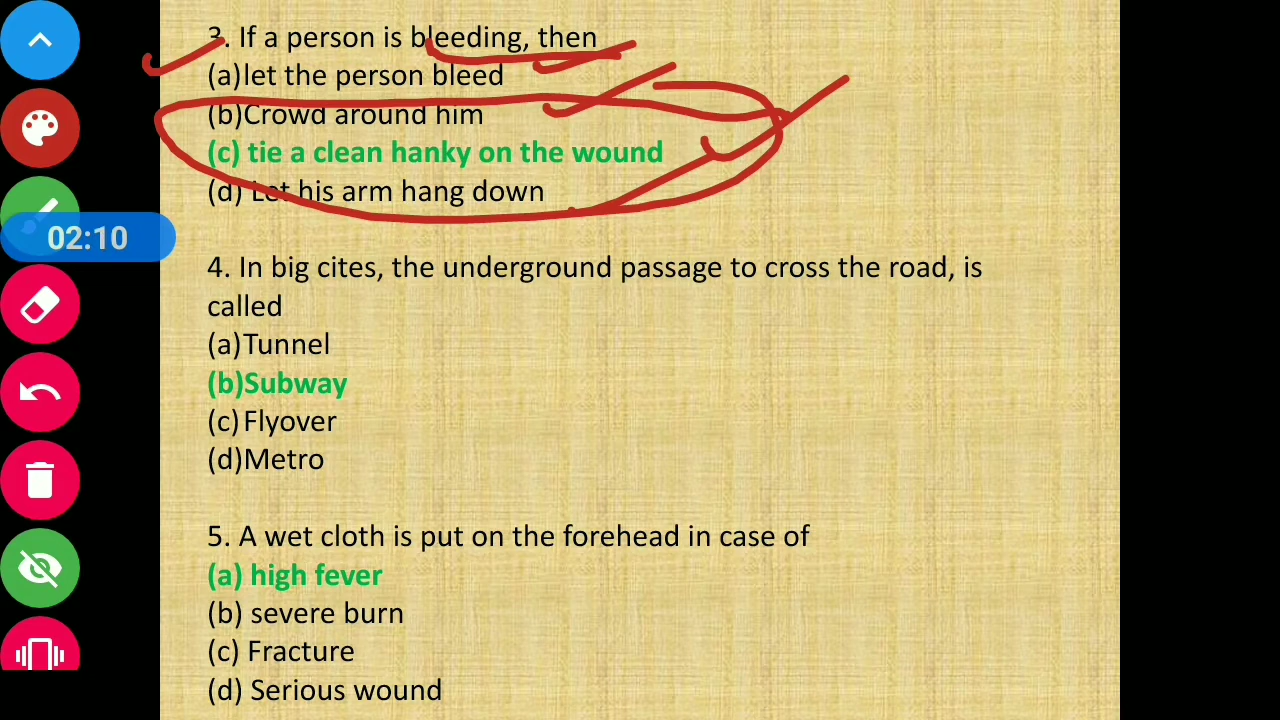 3. If a person is bleeding, then
(a)let the person bleed
(b)Crowd around him
(c) tie a clean hanky on the wound
(d) Let his arm hang down
02:10
4. In big cites, the underground passage to cross the road, is
called
(a)Tunnel
(b)Subway
(c)Flyover
(d)Metro
5. A wet cloth is put on the forehead in case of
(a) high fever
(b) severe burn
(c) Fracture
(d) Serious wound